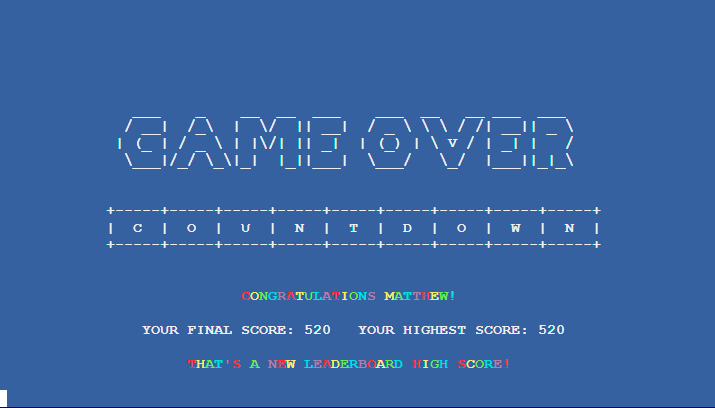 GAME OVER
C | O | U | N | T | D | O | W | N
CONGRATULATIONS MATTHEW!
YOUR FINAL SCORE: 520 YOUR HIGHEST SCORE: 520
THAT'S A NEW LEADERBOARD HIGH SCORE!